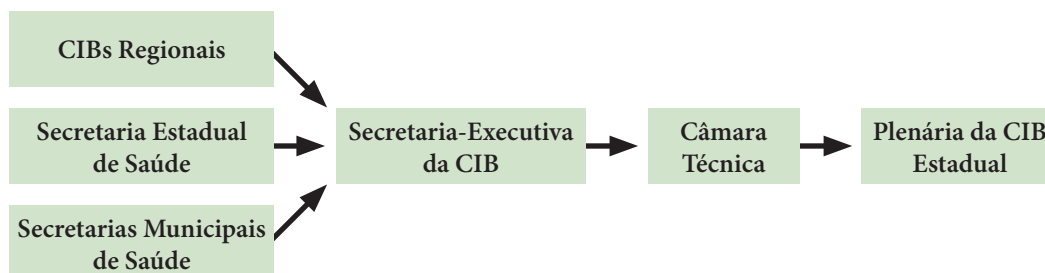 CIBs Regionais
Secretaria Estadual
de Saúde
Secretarias Municipais
de Saúde
Secretaria-Executiva
da CIB
Câmara
Técnica
Plenária da CIB
Estadual